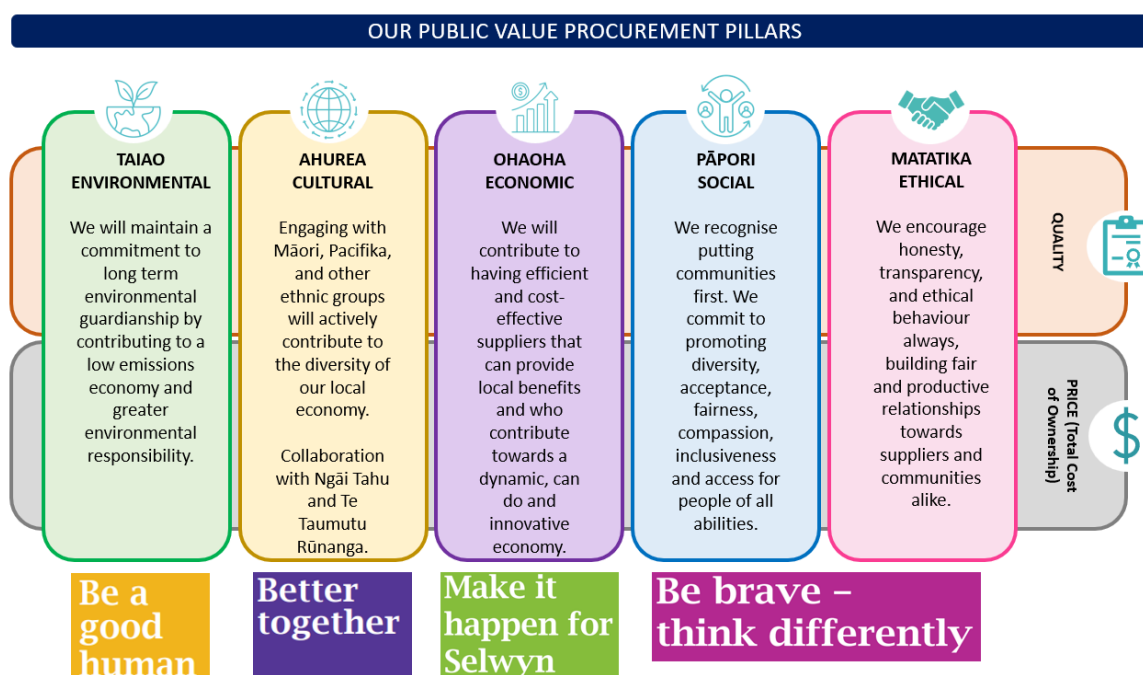 OUR PUBLIC VALUE PROCUREMENT PILLARS
TAIAO
ENVIRONMENTAL
We will maintain a
commitment to
long term
environmental
guardianship by
contributing to a
low emissions
economy and
greater
environmental
responsibility.
AHUREA
CULTURAL
Engaging with
Māori, Pacifika,
and other
ethnic groups
will actively
contribute to
the diversity of
our local
economy.
Collaboration
with Ngāi Tahu
and Te
Taumutu
Rūnanga.
OHAOHA
ECONOMIC
We will
contribute to
having efficient
and cost-
effective
suppliers that
can provide
local benefits
and who
contribute
towards a
dynamic, can
do and
innovative
economy.
PĀPORI
SOCIAL
We recognise
putting
communities
first. We
commit to
promoting
diversity,
acceptance,
fairness,
compassion,
inclusiveness
and access for
people of all
abilities.
MATATIKA
ETHICAL
We encourage
honesty,
transparency,
and ethical
behaviour
always,
building fair
and productive
relationships
towards
suppliers and
communities
alike.
QUALITY
PRICE (Total Cost
of Ownership)
$
$
Be a
good
human
Better
together
Make it
happen for
Selwyn
Be brave –
think differently